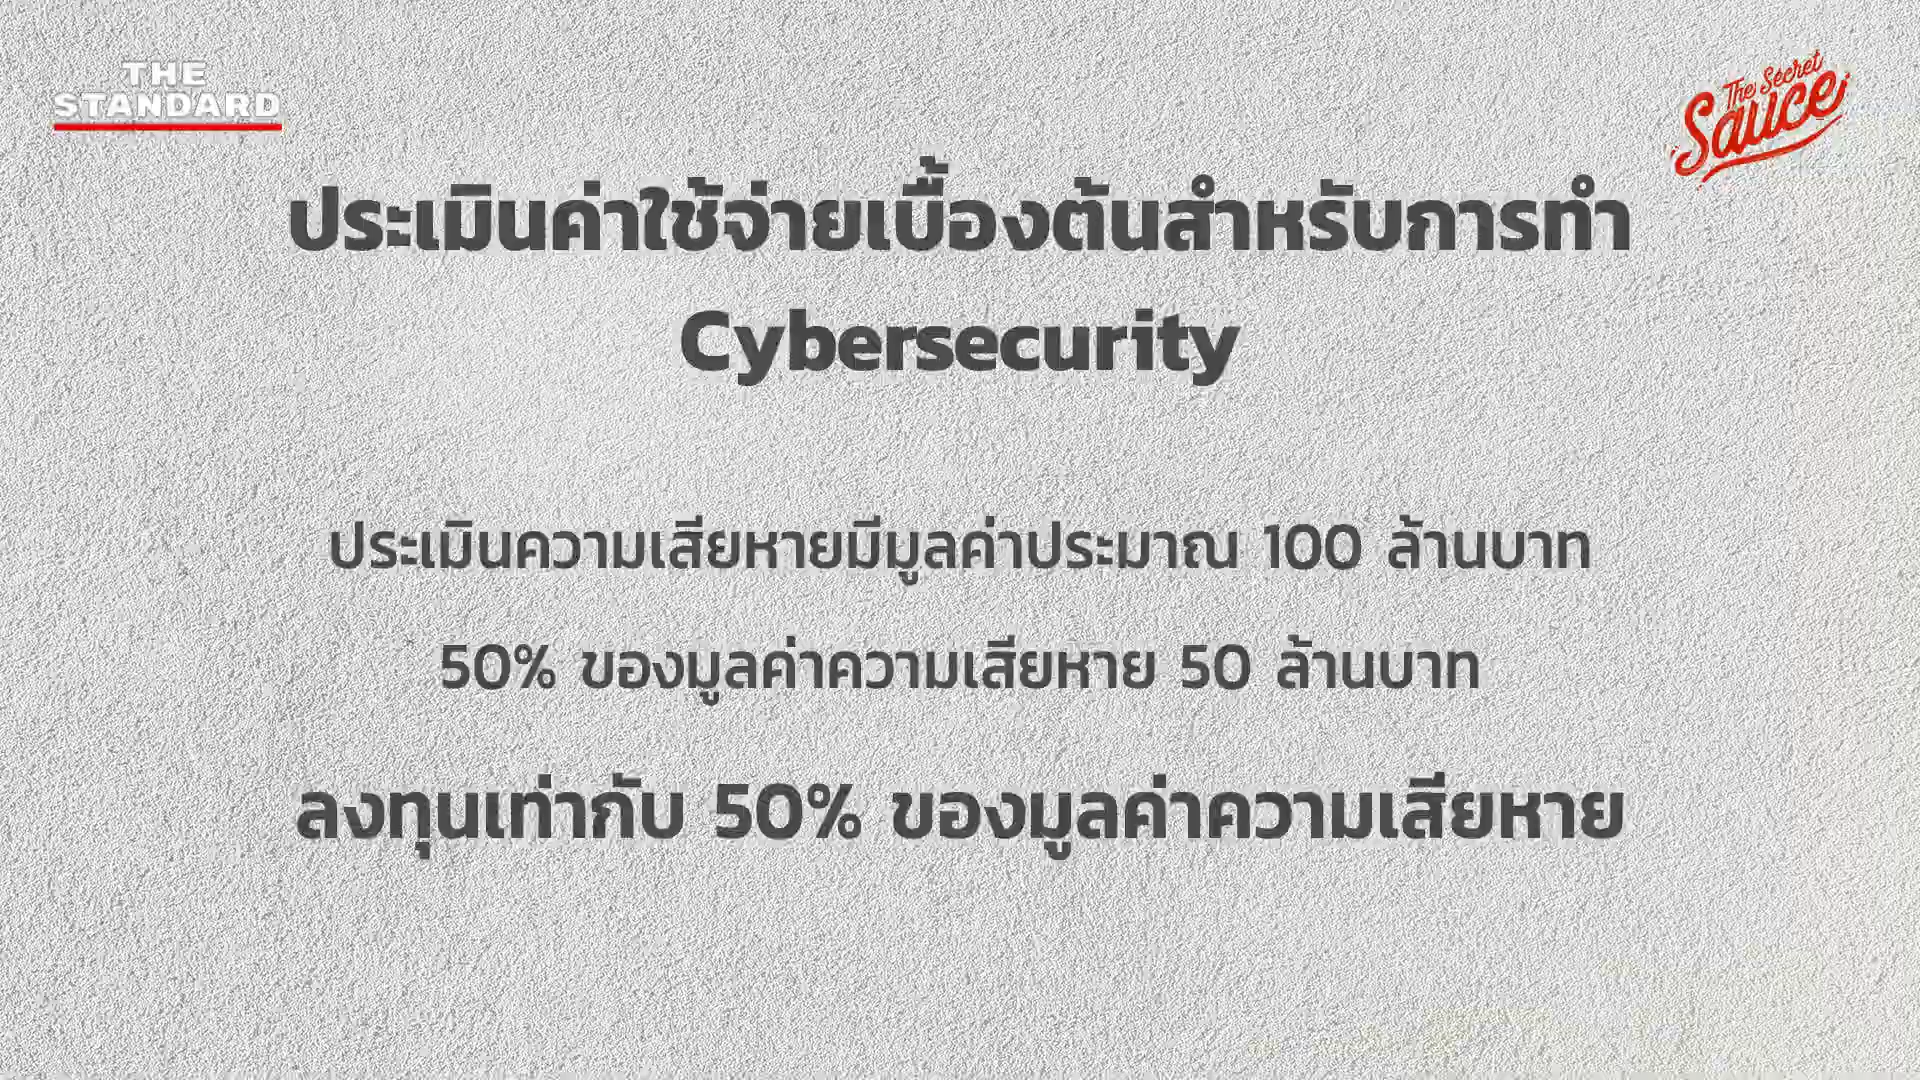 THE
STANDARD
The Secret
Sauce
ประเมินค่าใช้จ่ายเบื้องต้นสำหรับการทำ
Cybersecurity
ประเมินความเสียหายมีมูลค่าประมาณ 100 ล้านบาท
50% ของมูลค่าความเสียหาย 50 ล้านบาท
ลงทุนเท่ากับ 50% ของมูลค่าความเสียหาย